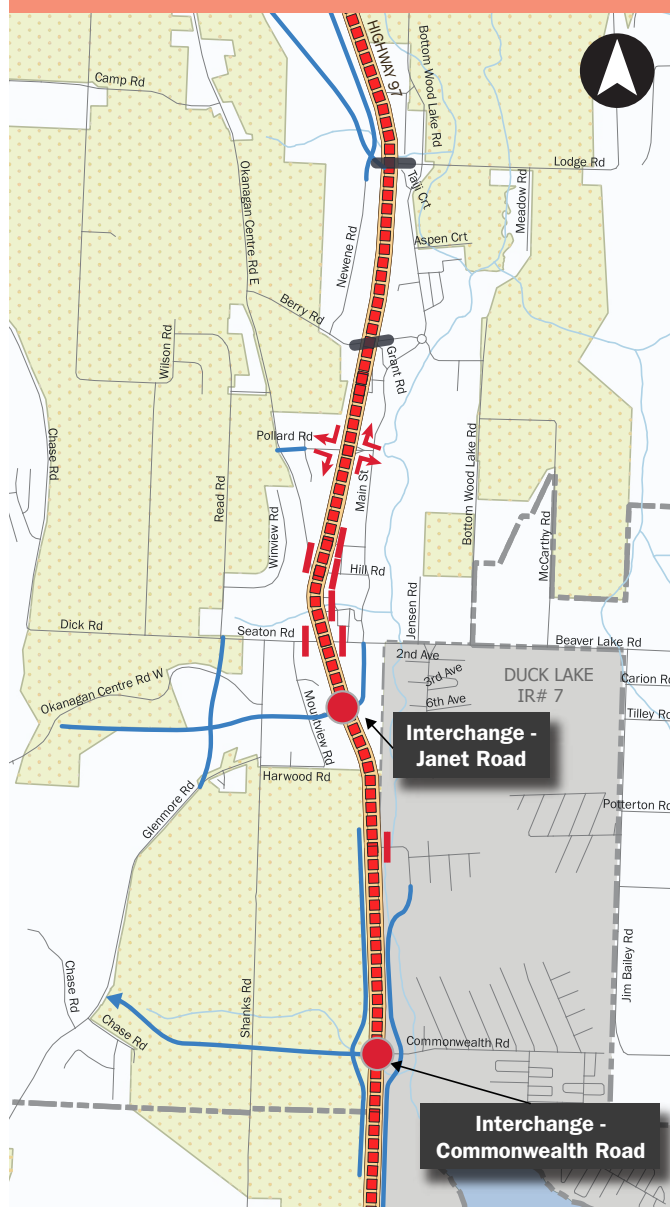 HIGHWAY 97
Bottom Wood Lake Rd
Camp Rd
Lodge Rd
Okanagan Centre Rd E
Taiji Crt
Meadow Rd
Newene Rd
Aspen Crt
Berry Rd
Wilson Rd
Grant Rd
Chase Rd
Pollard Rd
Main St
Read Rd
Winview Rd
Bottom Wood Lake Rd
McCarthy Rd
Hill Rd
Jensen Rd
Dick Rd
Seaton Rd
Beaver Lake Rd
2nd Ave
3rd Ave
6th Ave
DUCK LAKE
IR# 7
Carion Rd
Tilley Rd
Okanagan Centre Rd W
Mountview Rd
Interchange -
Janet Road
Harwood Rd
Glenmore Rd
Potterton Rd
Chase Rd
Shanks Rd
Jim Bailey Rd
Chase Rd
Commonwealth Rd
Interchange -
Commonwealth Road